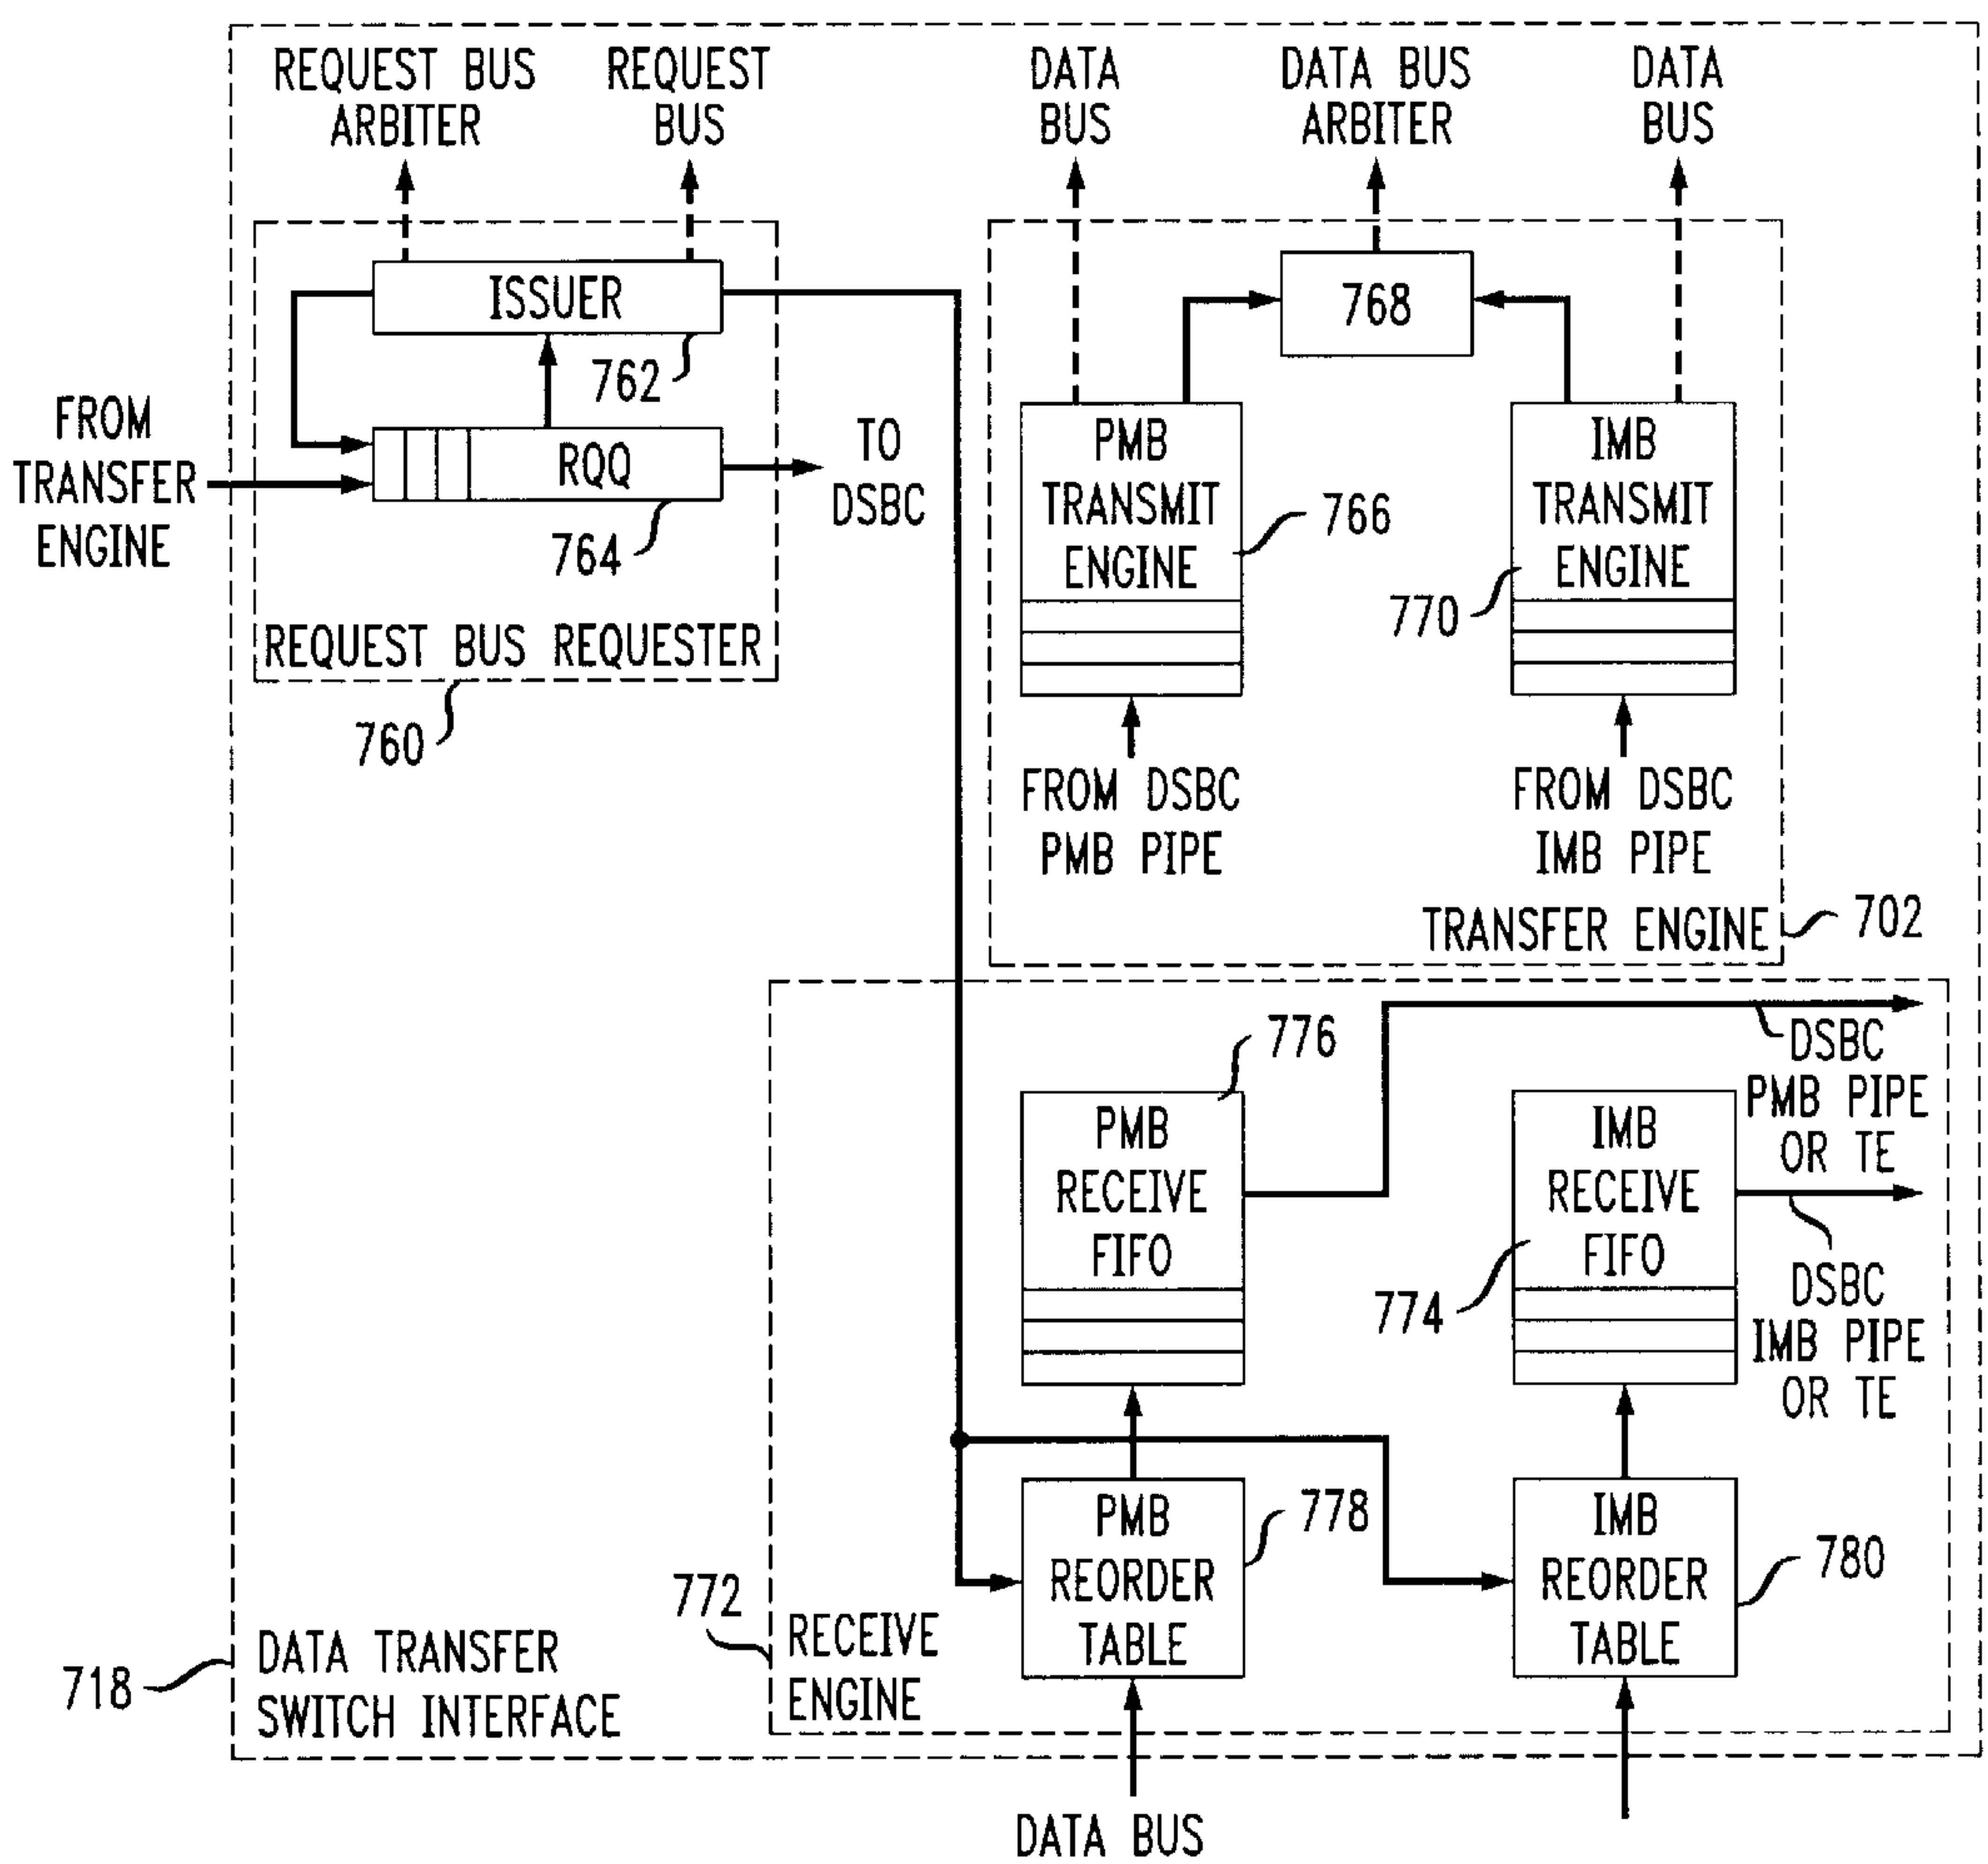 REQUEST BUS
ARBITER
REQUEST
BUS
DATA
BUS
DATA BUS
ARBITER
DATA
BUS
ISSUER
762
768
FROM
TRANSFER
ENGINE
RQQ
764
TO
DSBC
REQUEST BUS REQUESTER
760
PMB
TRANSMIT
ENGINE
766
IMB
TRANSMIT
ENGINE
770
FROM DSBC
PMB PIPE
FROM DSBC
IMB PIPE
TRANSFER ENGINE
702
776
PMB
RECEIVE
FIFO
IMB
RECEIVE
FIFO
774
DSBC
PMB PIPE
OR TE
DSBC
IMB PIPE
OR TE
PMB
REORDER
TABLE
778
IMB
REORDER
TABLE
780
772
RECEIVE
ENGINE
718
DATA TRANSFER
SWITCH INTERFACE
DATA BUS